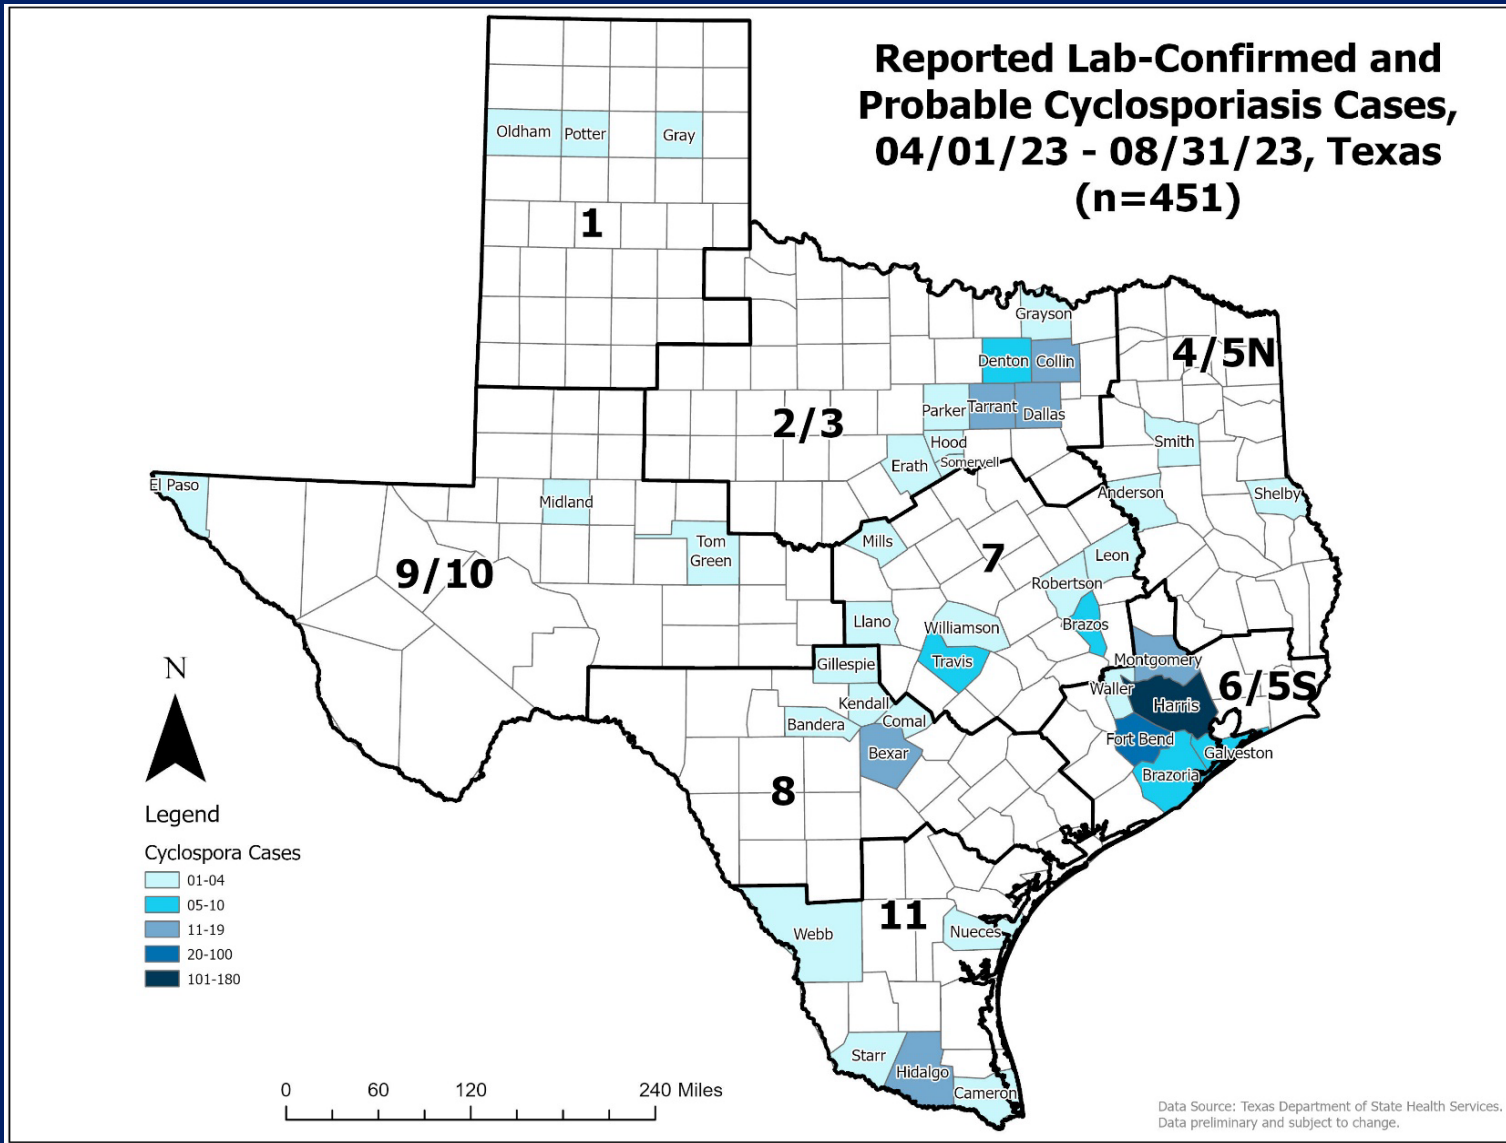 Reported Lab-Confirmed and
Probable Cyclosporiasis Cases,
04/01/23 - 08/31/23, Texas
(n=451)
Oldham
Potter
Gray
1
Grayson
4/5N
Denton
Collin
2/3
Parker
Tarrant
Dallas
Hood
Smith
Somervell
Erath
El Paso
Midland
Anderson
Shelby
Tom
Green
Mills
7
Leon
9/10
Robertson
Llano
Williamson
Brazos
Travis
Gillespie
Montgomery
N
Waller
6/5S
Kendall
Harris
Bandera
Comal
Fort Bend
Bexar
Galveston
Brazoria
8
11
Webb
Nueces
Starr
Hidalgo
Cameron
Legend
Cyclospora Cases
01-04
05-10
11-19
20-100
101-180
0 60 120 240 Miles
Data Source: Texas Department of State Health Services.
Data preliminary and subject to change.